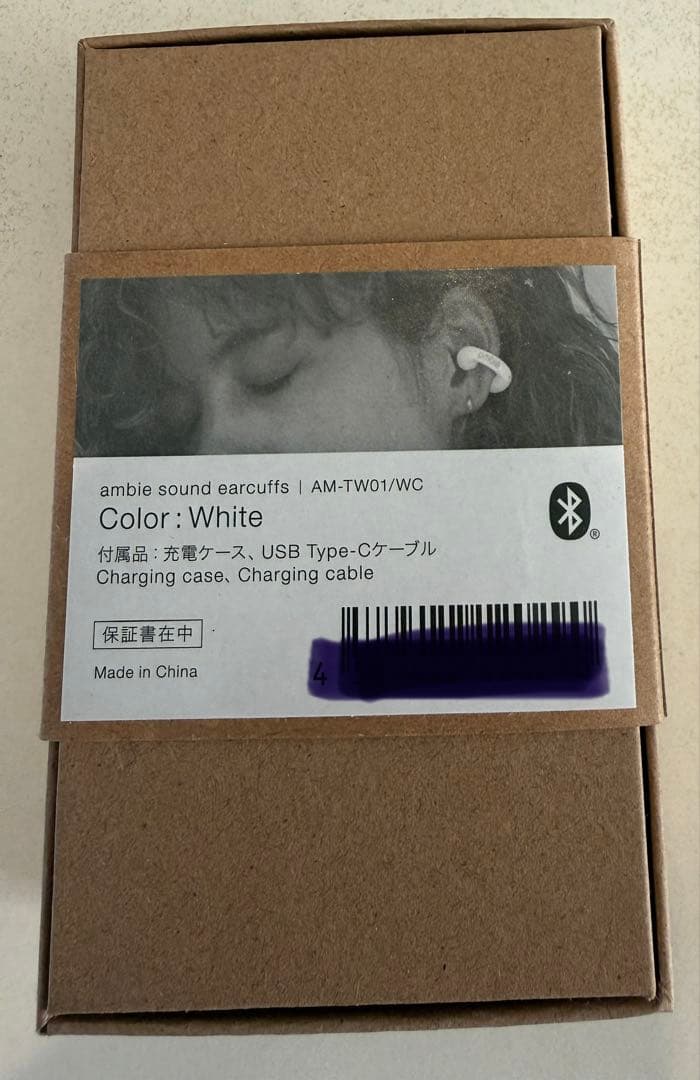 ambie sound earcuffs | AM-TW01/WC
Color : White
付属品：充電ケース、USB Type-Cケーブル
Charging case、Charging cable
保証書在中
Made in China
4
®